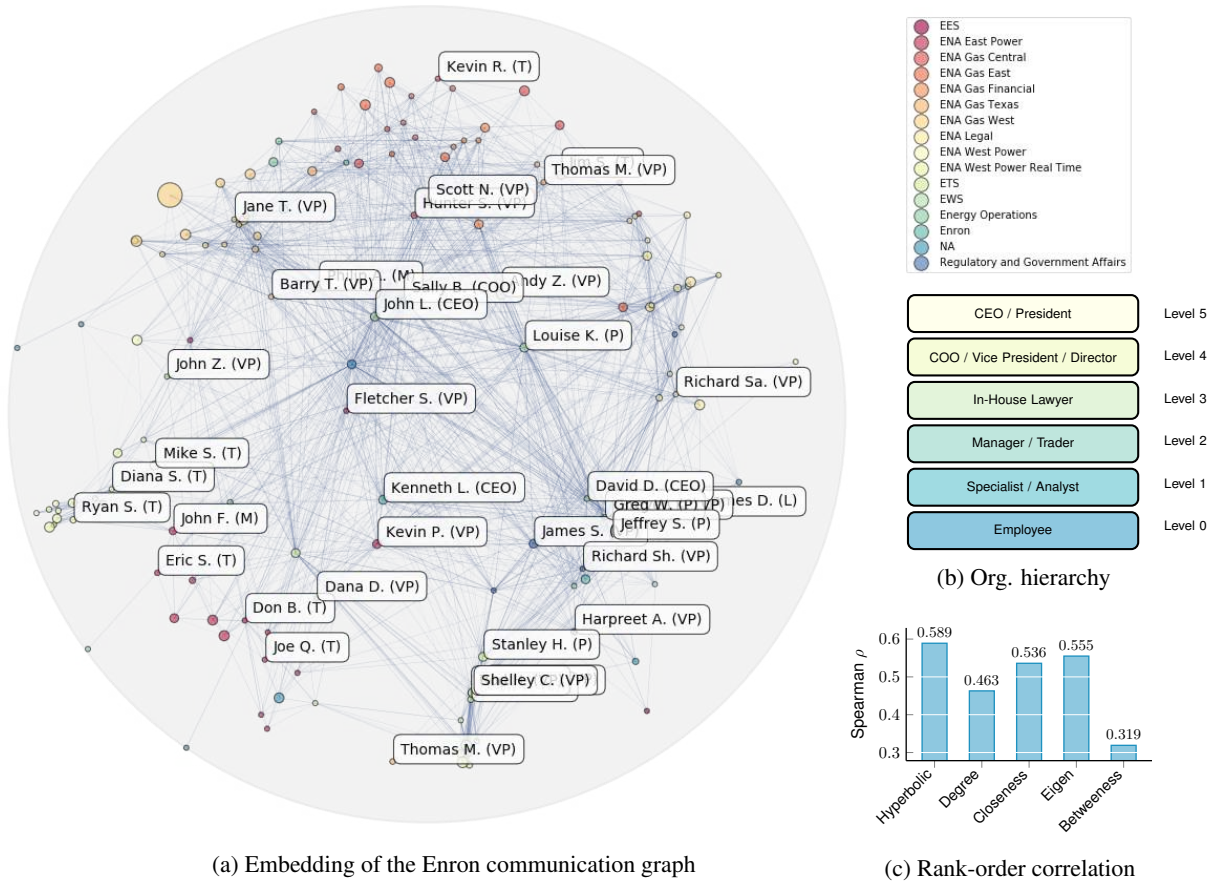 Kevin R. (T)
Thomas M. (VP)
Scott N. (VP)
Hunter S. (VP)
Jane T. (VP)
Barry T. (VP)
Sally B. (COO)
Andy Z. (VP)
John L. (CEO)
Louise K. (P)
John Z. (VP)
Richard Sa. (VP)
Fletcher S. (VP)
Mike S. (T)
Diana S. (T)
Ryan S. (T)
Kenneth L. (CEO)
David D. (CEO)
Greg W. (P)
D. (L)
John F. (M)
Kevin P. (VP)
James S.
Jeffrey S. (P)
Richard Sh. (VP)
Eric S. (T)
Dana D. (VP)
Don B. (T)
Harpreet A. (VP)
Joe Q. (T)
Stanley H. (P)
Shelley C. (VP)
Thomas M. (VP)
(a) Embedding of the Enron communication graph
EES
ENA East Power
ENA Gas Central
ENA Gas East
ENA Gas Financial
ENA Gas Texas
ENA Gas West
ENA Legal
ENA West Power
ENA West Power Real Time
ETS
EWS
Energy Operations
Enron
NA
Regulatory and Government Affairs
CEO / President Level 5
COO / Vice President / Director Level 4
In-House Lawyer Level 3
Manager / Trader Level 2
Specialist / Analyst Level 1
Employee Level 0
(b) Org. hierarchy
Spearman ρ
0.6
0.5
0.4
0.3
0.589
0.463
0.536
0.555
0.319
Hyperbolic
Degree
Closeness
Eigen
Betweeness
(c) Rank-order correlation